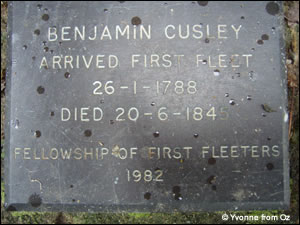 BENJAMIN CUSLEY
ARRIVED FIRST FLEET
26-1-1788
DIED 20-6-1845
FELLOWSHIP OF FIRST FLEETERS
1982
© Yvonne from Oz